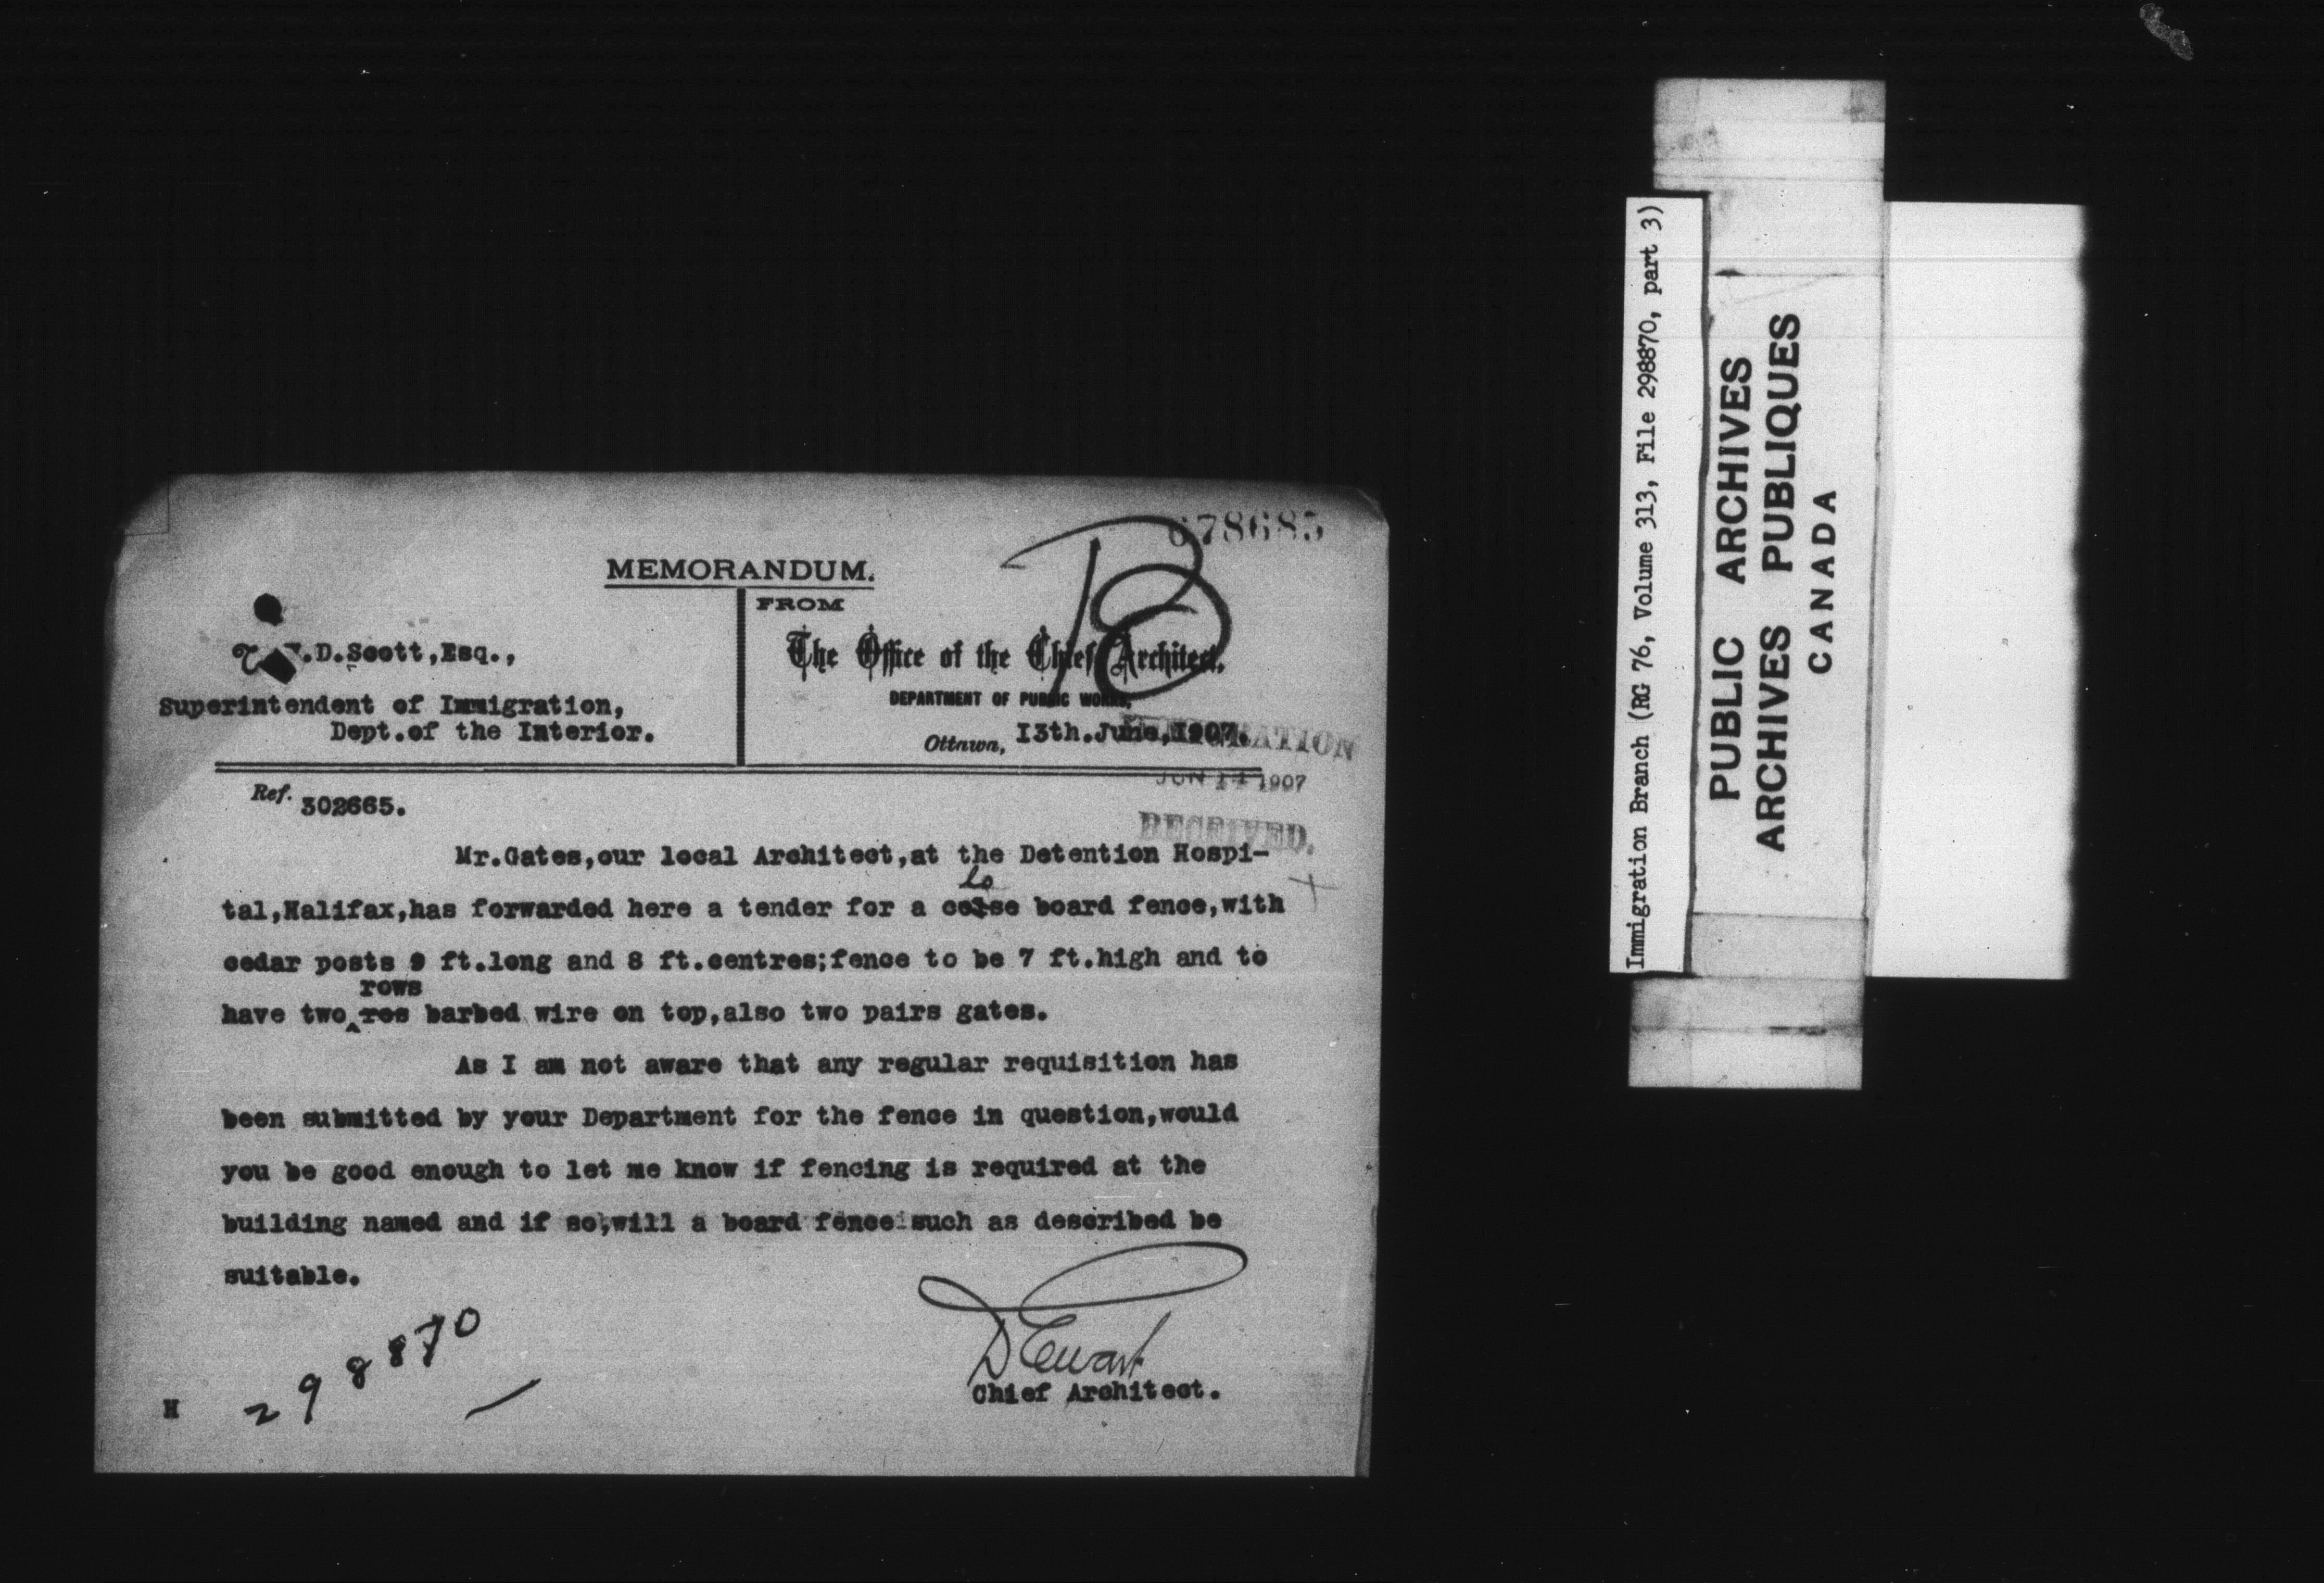 678685
MEMORANDUM.
FROM
.D.Scott,Esq.,
The Office of the Chief Architect,
Superintendent of Immigration,
DEPARTMENT OF PUBLIC WORKS,
Dept.of the Interior.
Ottawa, 13th.June,1907.
IMMIGRATION
JUN 14 1907
RECEIVED.
Ref. 302665.
Mr.Gates,our local Architect,at the Detention Hospi-
lo
tal,Halifax,has forwarded here a tender for a close board fence,with
cedar posts 9 ft.long and 8 ft.centres;fence to be 7 ft.high and to
rows
have two res barbed wire on top,also two pairs gates.
As I am not aware that any regular requisition has
been submitted by your Department for the fence in question,would
you be good enough to let me know if fencing is required at the
building named and if so,will a board fence such as described be
suitable.
D Ewart
Chief Architect.
H
298870
Immigration Branch (RG 76, Volume 313, File 298870, part 3)
PUBLIC ARCHIVES
ARCHIVES PUBLIQUES
CANADA